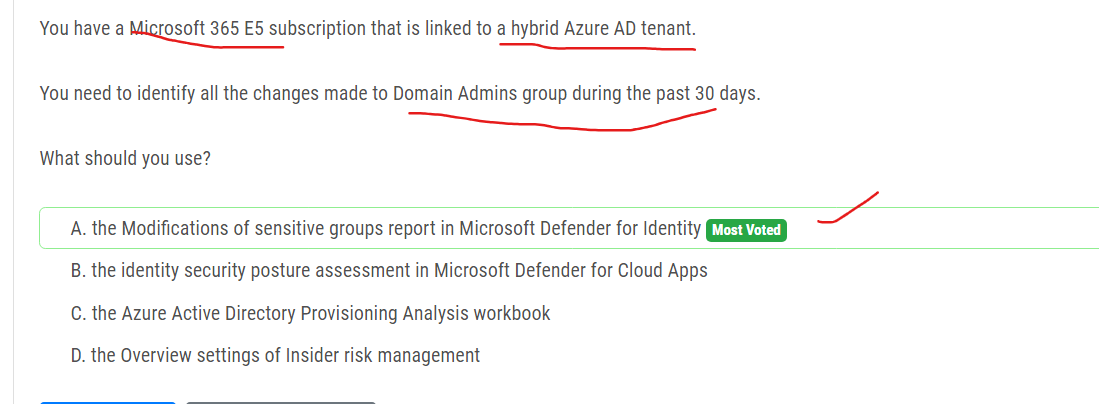 You have a Microsoft 365 E5 subscription that is linked to a hybrid Azure AD tenant.
You need to identify all the changes made to Domain Admins group during the past 30 days.
What should you use?
A. the Modifications of sensitive groups report in Microsoft Defender for Identity Most Voted
B. the identity security posture assessment in Microsoft Defender for Cloud Apps
C. the Azure Active Directory Provisioning Analysis workbook
D. the Overview settings of Insider risk management